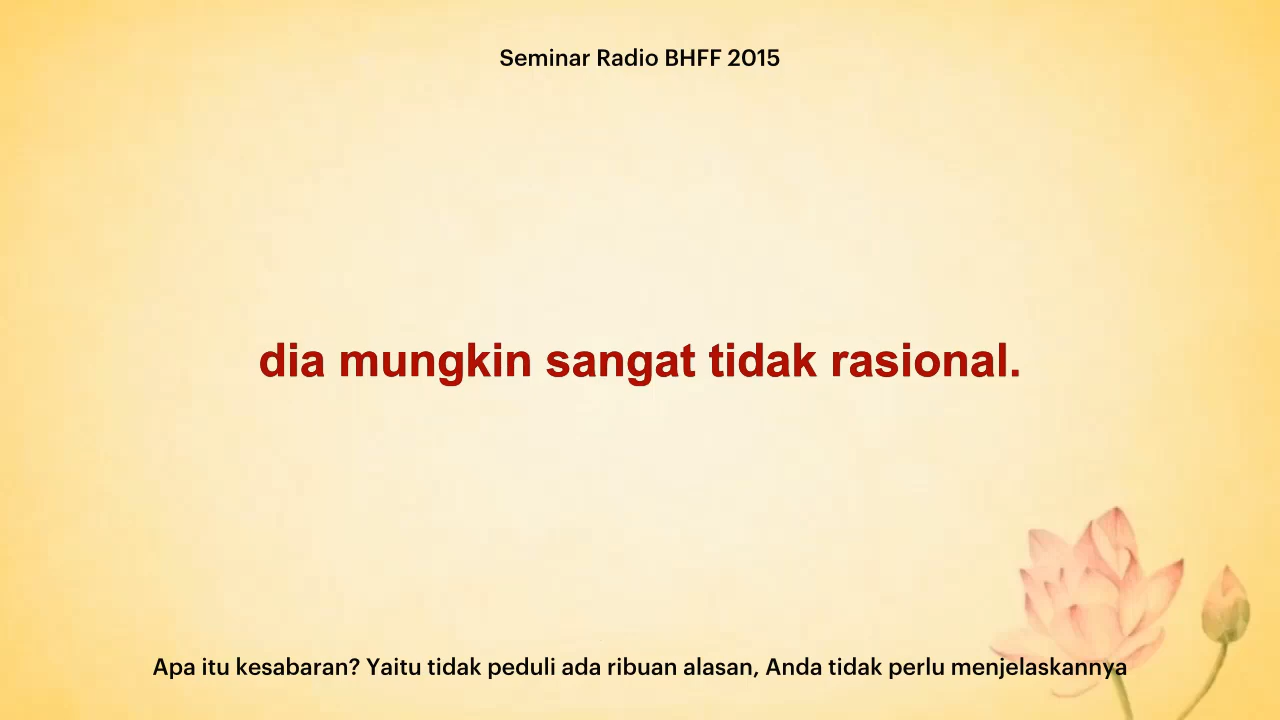 Seminar Radio BHFF 2015
dia mungkin sangat tidak rasional.
Apa itu kesabaran? Yaitu tidak peduli ada ribuan alasan, Anda tidak perlu menjelaskannya